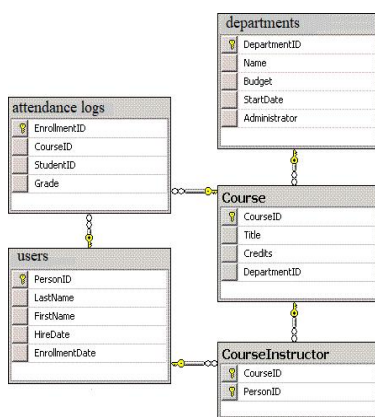 departments
DepartmentID
Name
Budget
StartDate
Administrator
attendance logs
EnrollmentID
CourseID
StudentID
Grade
Course
CourseID
Title
Credits
DepartmentID
users
PersonID
LastName
FirstName
HireDate
EnrollmentDate
CourseInstructor
CourseID
PersonID